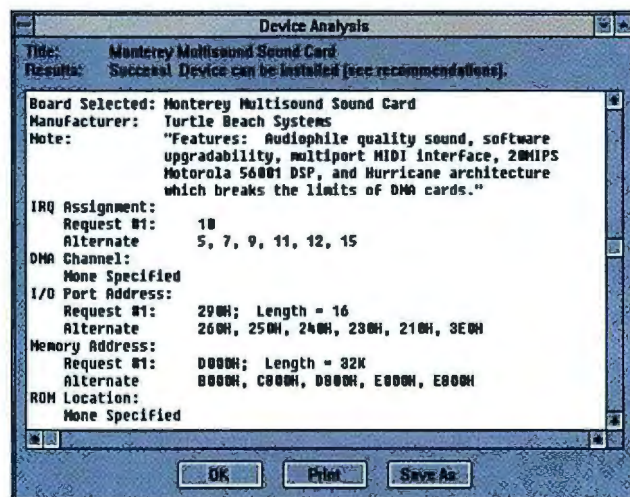 Device Analysis
Title: Monterey Multisound Sound Card
Results: Success! Device can be installed (see recommendations).
Board Selected: Monterey Multisound Sound Card
Manufacturer: Turtle Beach Systems
Note: "Features: Audiophile quality sound, software
upgradability, multiport MIDI interface, 20MIPS
Motorola 56001 DSP, and Hurricane architecture
which breaks the limits of DMA cards."
IRQ Assignment:
Request #1: 10
Alternate 5, 7, 9, 11, 12, 15
DMA Channel:
None Specified
I/O Port Address:
Request #1: 290H; Length = 16
Alternate 260H, 250H, 240H, 230H, 210H, 3E0H
Memory Address:
Request #1: D000H; Length = 32K
Alternate B000H, C800H, D800H, E000H, E800H
ROM Location:
None Specified
OK Print Save As